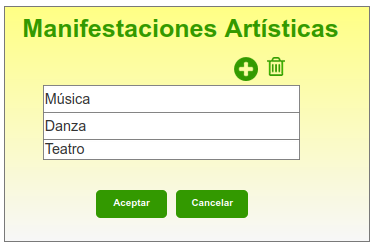 Manifestaciones Artísticas
Música
Danza
Teatro
Aceptar Cancelar